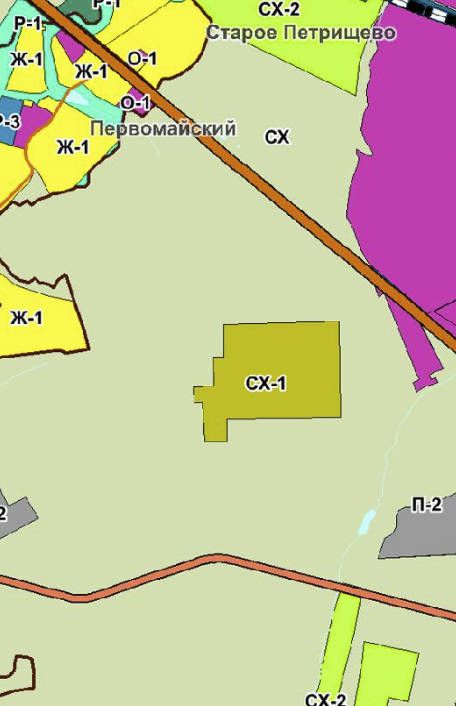 Р-1
СХ-2
Р-1
Старое Петрищево
Ж-1
О-1
Ж-1
О-1
Р-3
Первомайский
Ж-1
СХ
Ж-1
СХ-1
П-2
2
СХ-2